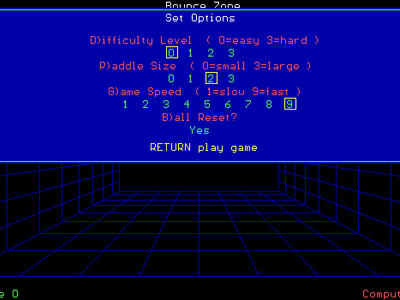 Bounce Zone
Set Options
D)ifficulty Level ( 0=easy 3=hard )
0 1 2 3
P)addle Size ( 0=small 3=large )
0 1 2 3
G)ame Speed ( 1=slow 9=fast )
1 2 3 4 5 6 7 8 9
B)all Reset?
Yes
RETURN play game
e 0 Comput